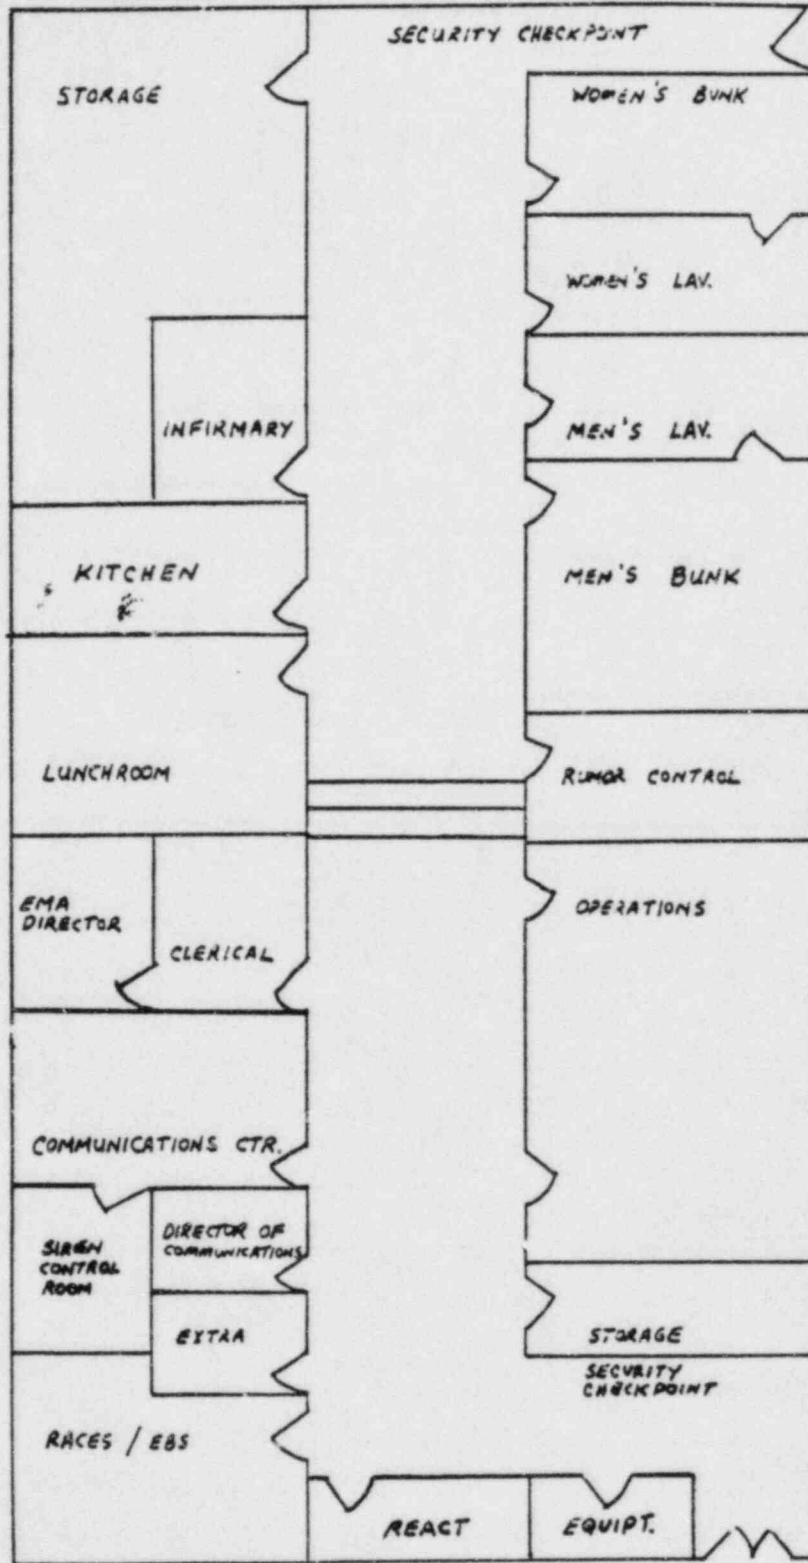 SECURITY CHECKPOINT
STORAGE
WOMEN'S BUNK
WOMEN'S LAV.
INFIRMARY
MEN'S LAV.
KITCHEN
MEN'S BUNK
LUNCHROOM
RUMOR CONTROL
EMA
DIRECTOR
CLERICAL
OPERATIONS
COMMUNICATIONS CTR.
DIRECTOR OF
COMMUNICATIONS
SIREN
CONTROL
ROOM
EXTRA
STORAGE
SECURITY
CHECKPOINT
RACES / EBS
REACT
EQUIPT.